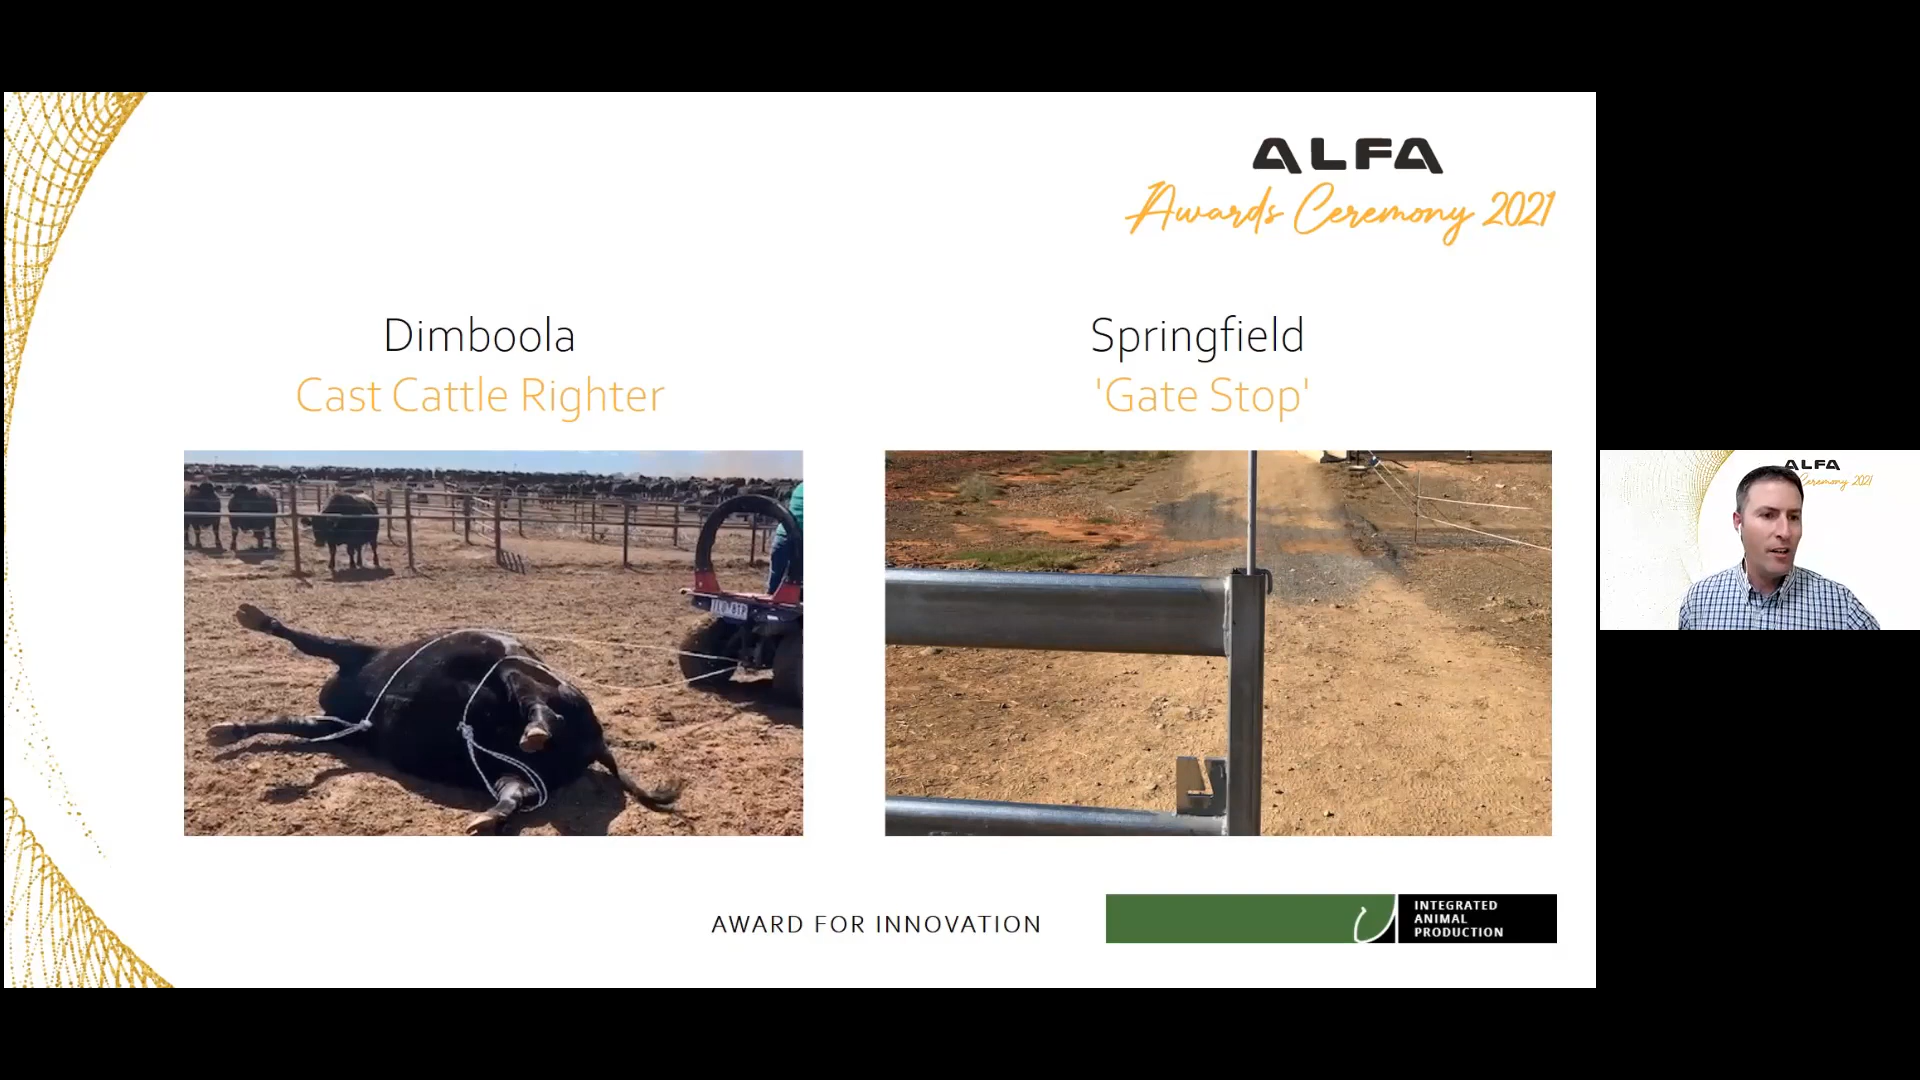 ALFA
Awards Ceremony 2021
Dimboola
Cast Cattle Righter
Springfield
'Gate Stop'
AWARD FOR INNOVATION
INTEGRATED
ANIMAL
PRODUCTION
ALFA
Ceremony 2021